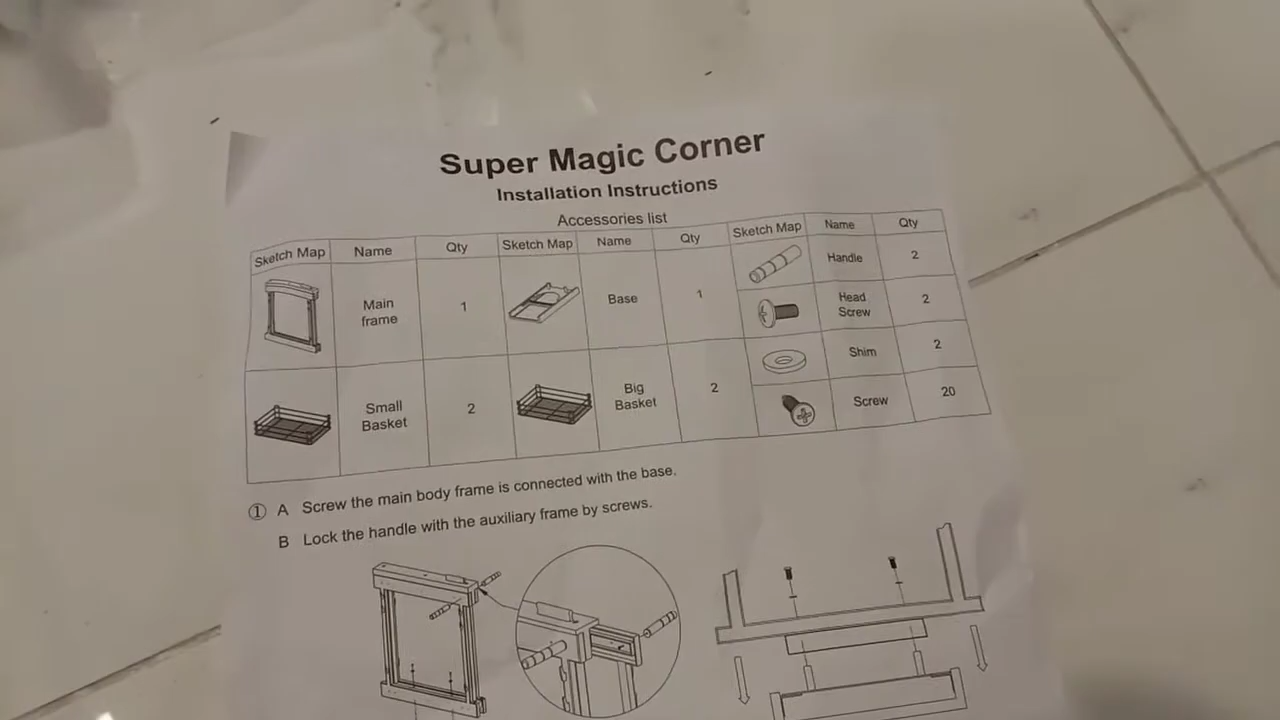 Super Magic Corner
Installation Instructions
Accessories list
Sketch Map Name Qty Sketch Map Name Qty Sketch Map Name Qty
Main frame 1 Base 1 Handle 2
Head Screw 2
Small Basket 2 Big Basket 2 Shim 2
Screw 20
① A Screw the main body frame is connected with the base.
B Lock the handle with the auxiliary frame by screws.